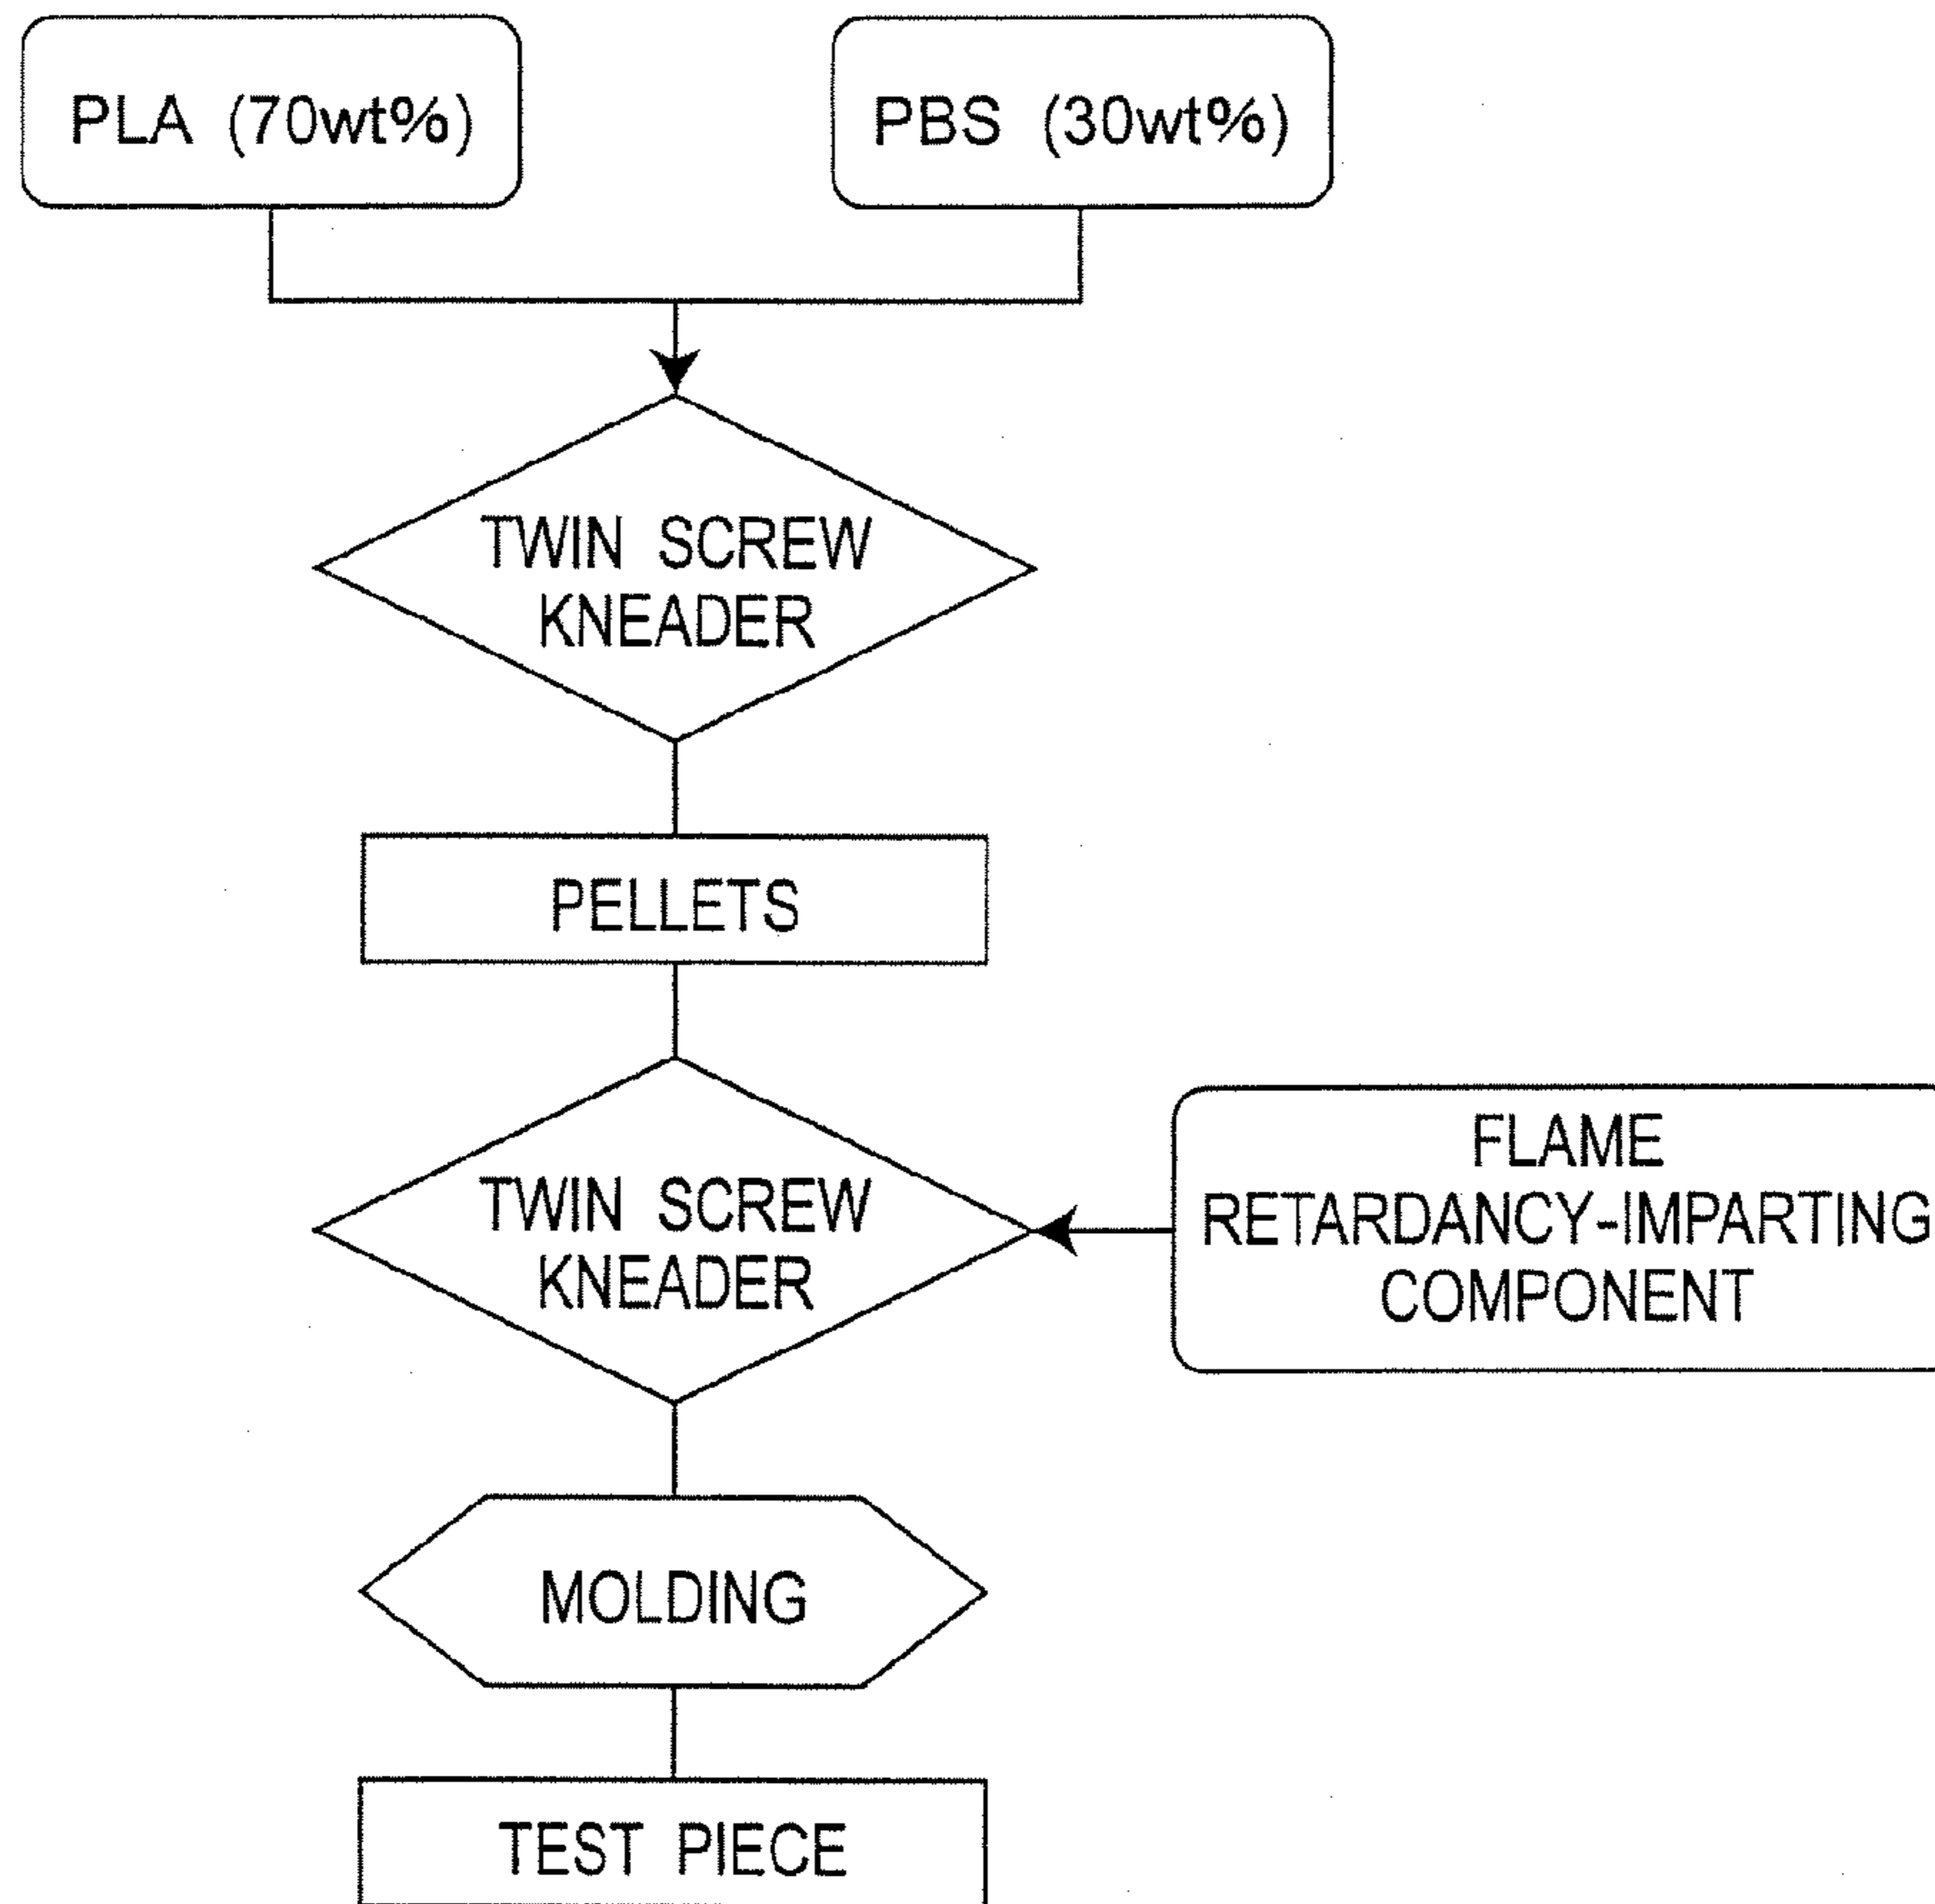 PLA (70wt%)
PBS (30wt%)
TWIN SCREW
KNEADER
PELLETS
TWIN SCREW
KNEADER
FLAME
RETARDANCY-IMPARTING
COMPONENT
MOLDING
TEST PIECE